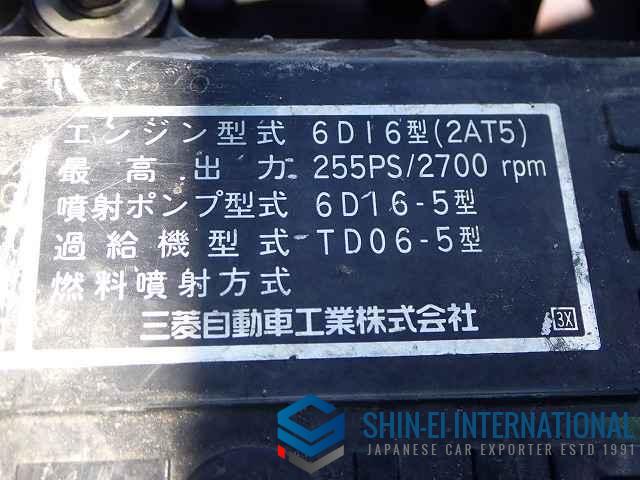 エンジン型式 6D16型(2AT5)
最高出力 255PS/2700 rpm
噴射ポンプ型式 6D16-5型
過給機型式 TD06-5型
燃料噴射方式
三菱自動車工業株式会社 3X
SHIN-EI INTERNATIONAL
JAPANESE CAR EXPORTER ESTD 1991